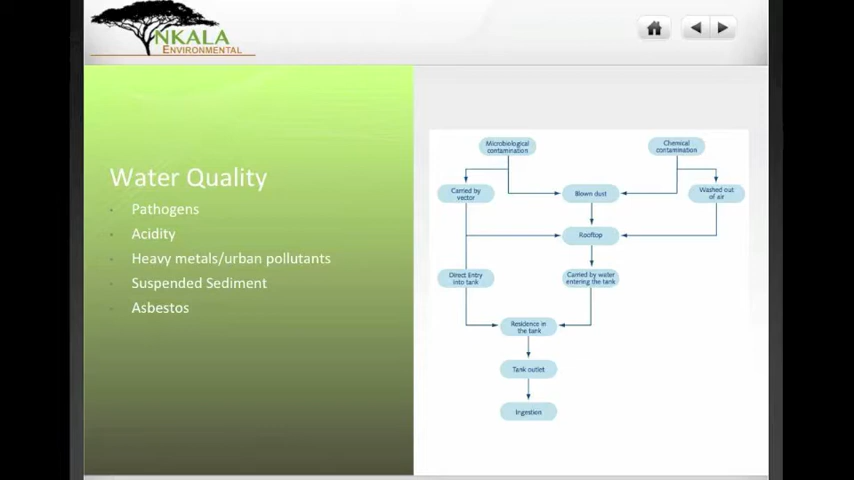 NKALA
ENVIRONMENTAL
Water Quality
Pathogens
Acidity
Heavy metals/urban pollutants
Suspended Sediment
Asbestos
Microbiological
contamination
Chemical
contamination
Carried by
vector
Blown dust
Washed out
of air
Rooftop
Direct Entry
into tank
Carried by water
entering the tank
Residence in
the tank
Tank outlet
Ingestion